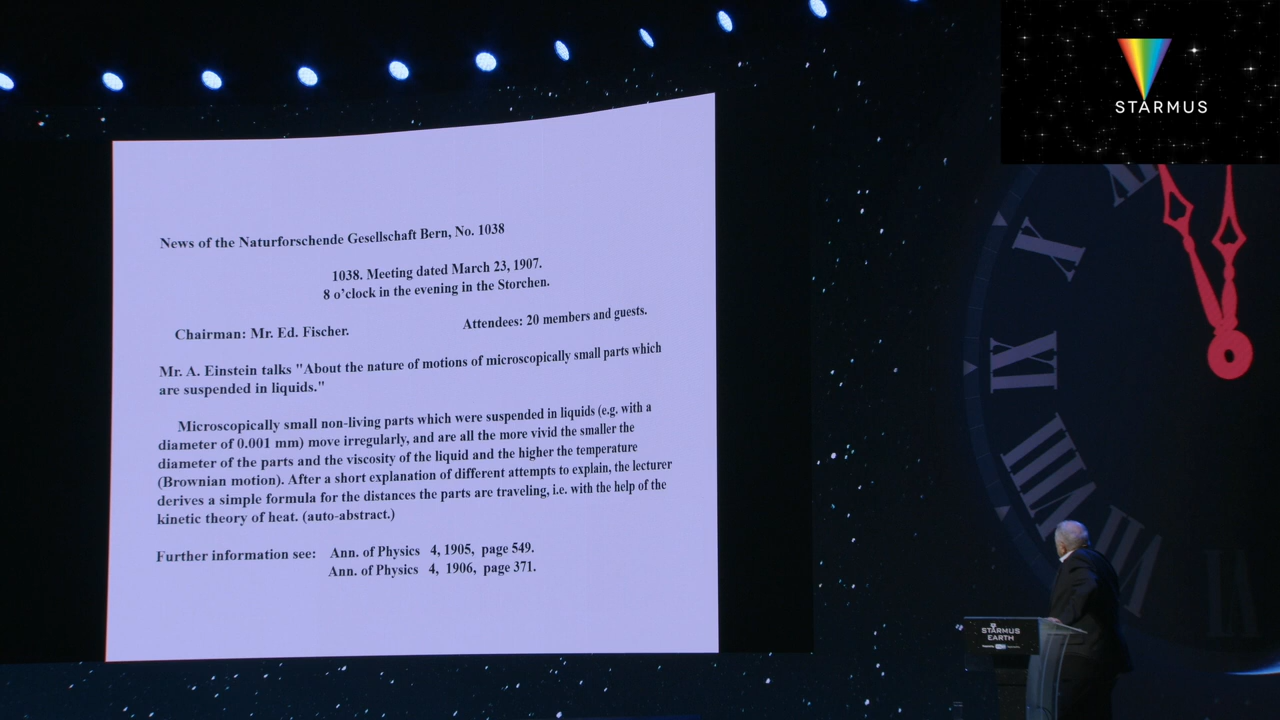 STARMUS
News of the Naturforschende Gesellschaft Bern, No. 1038
1038. Meeting dated March 23, 1907.
8 o'clock in the evening in the Storchen.
Chairman: Mr. Ed. Fischer.
Attendees: 20 members and guests.
Mr. A. Einstein talks "About the nature of motions of microscopically small parts which
are suspended in liquids."
Microscopically small non-living parts which were suspended in liquids (e.g. with a
diameter of 0.001 mm) move irregularly, and are all the more vivid the smaller the
diameter of the parts and the viscosity of the liquid and the higher the temperature
(Brownian motion). After a short explanation of different attempts to explain, the lecturer
derives a simple formula for the distances the parts are traveling, i.e. with the help of the
kinetic theory of heat. (auto-abstract.)
Further information see: Ann. of Physics 4, 1905, page 549.
Ann. of Physics 4, 1906, page 371.
X
IX
VIII
VII
STARMUS
EARTH